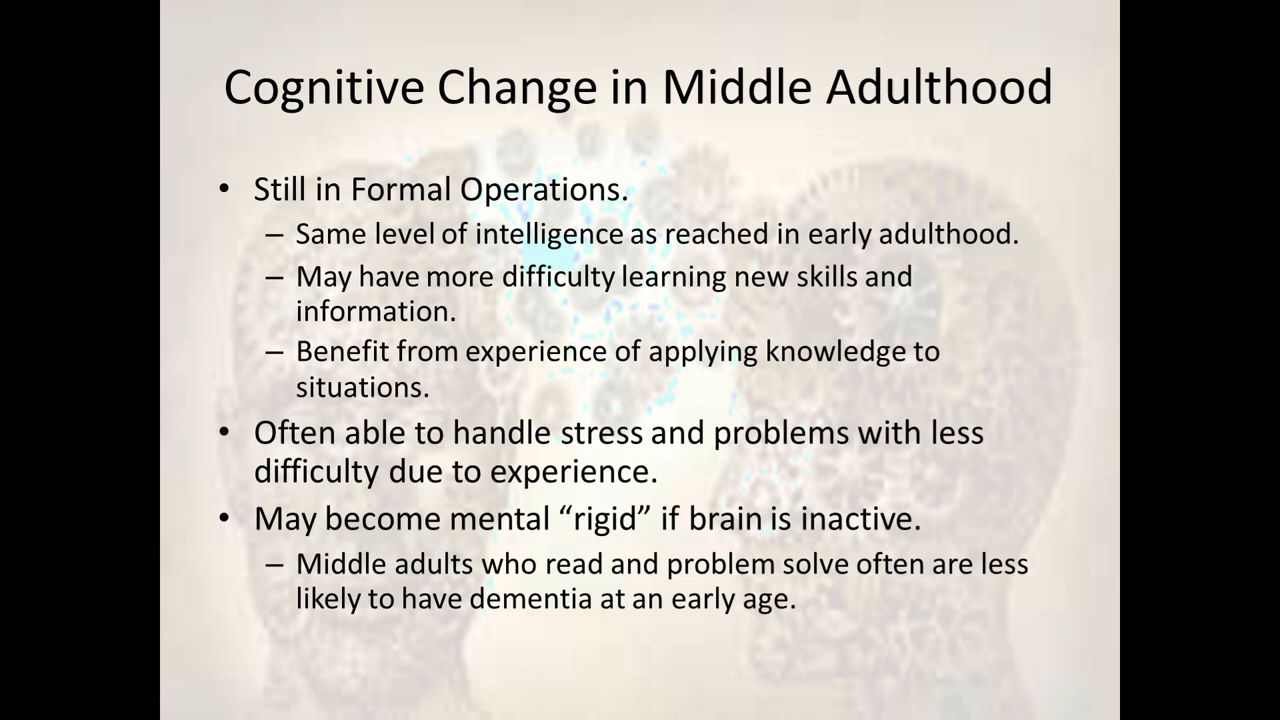 Cognitive Change in Middle Adulthood
• Still in Formal Operations.
– Same level of intelligence as reached in early adulthood.
– May have more difficulty learning new skills and
information.
– Benefit from experience of applying knowledge to
situations.
• Often able to handle stress and problems with less
difficulty due to experience.
• May become mental “rigid” if brain is inactive.
– Middle adults who read and problem solve often are less
likely to have dementia at an early age.